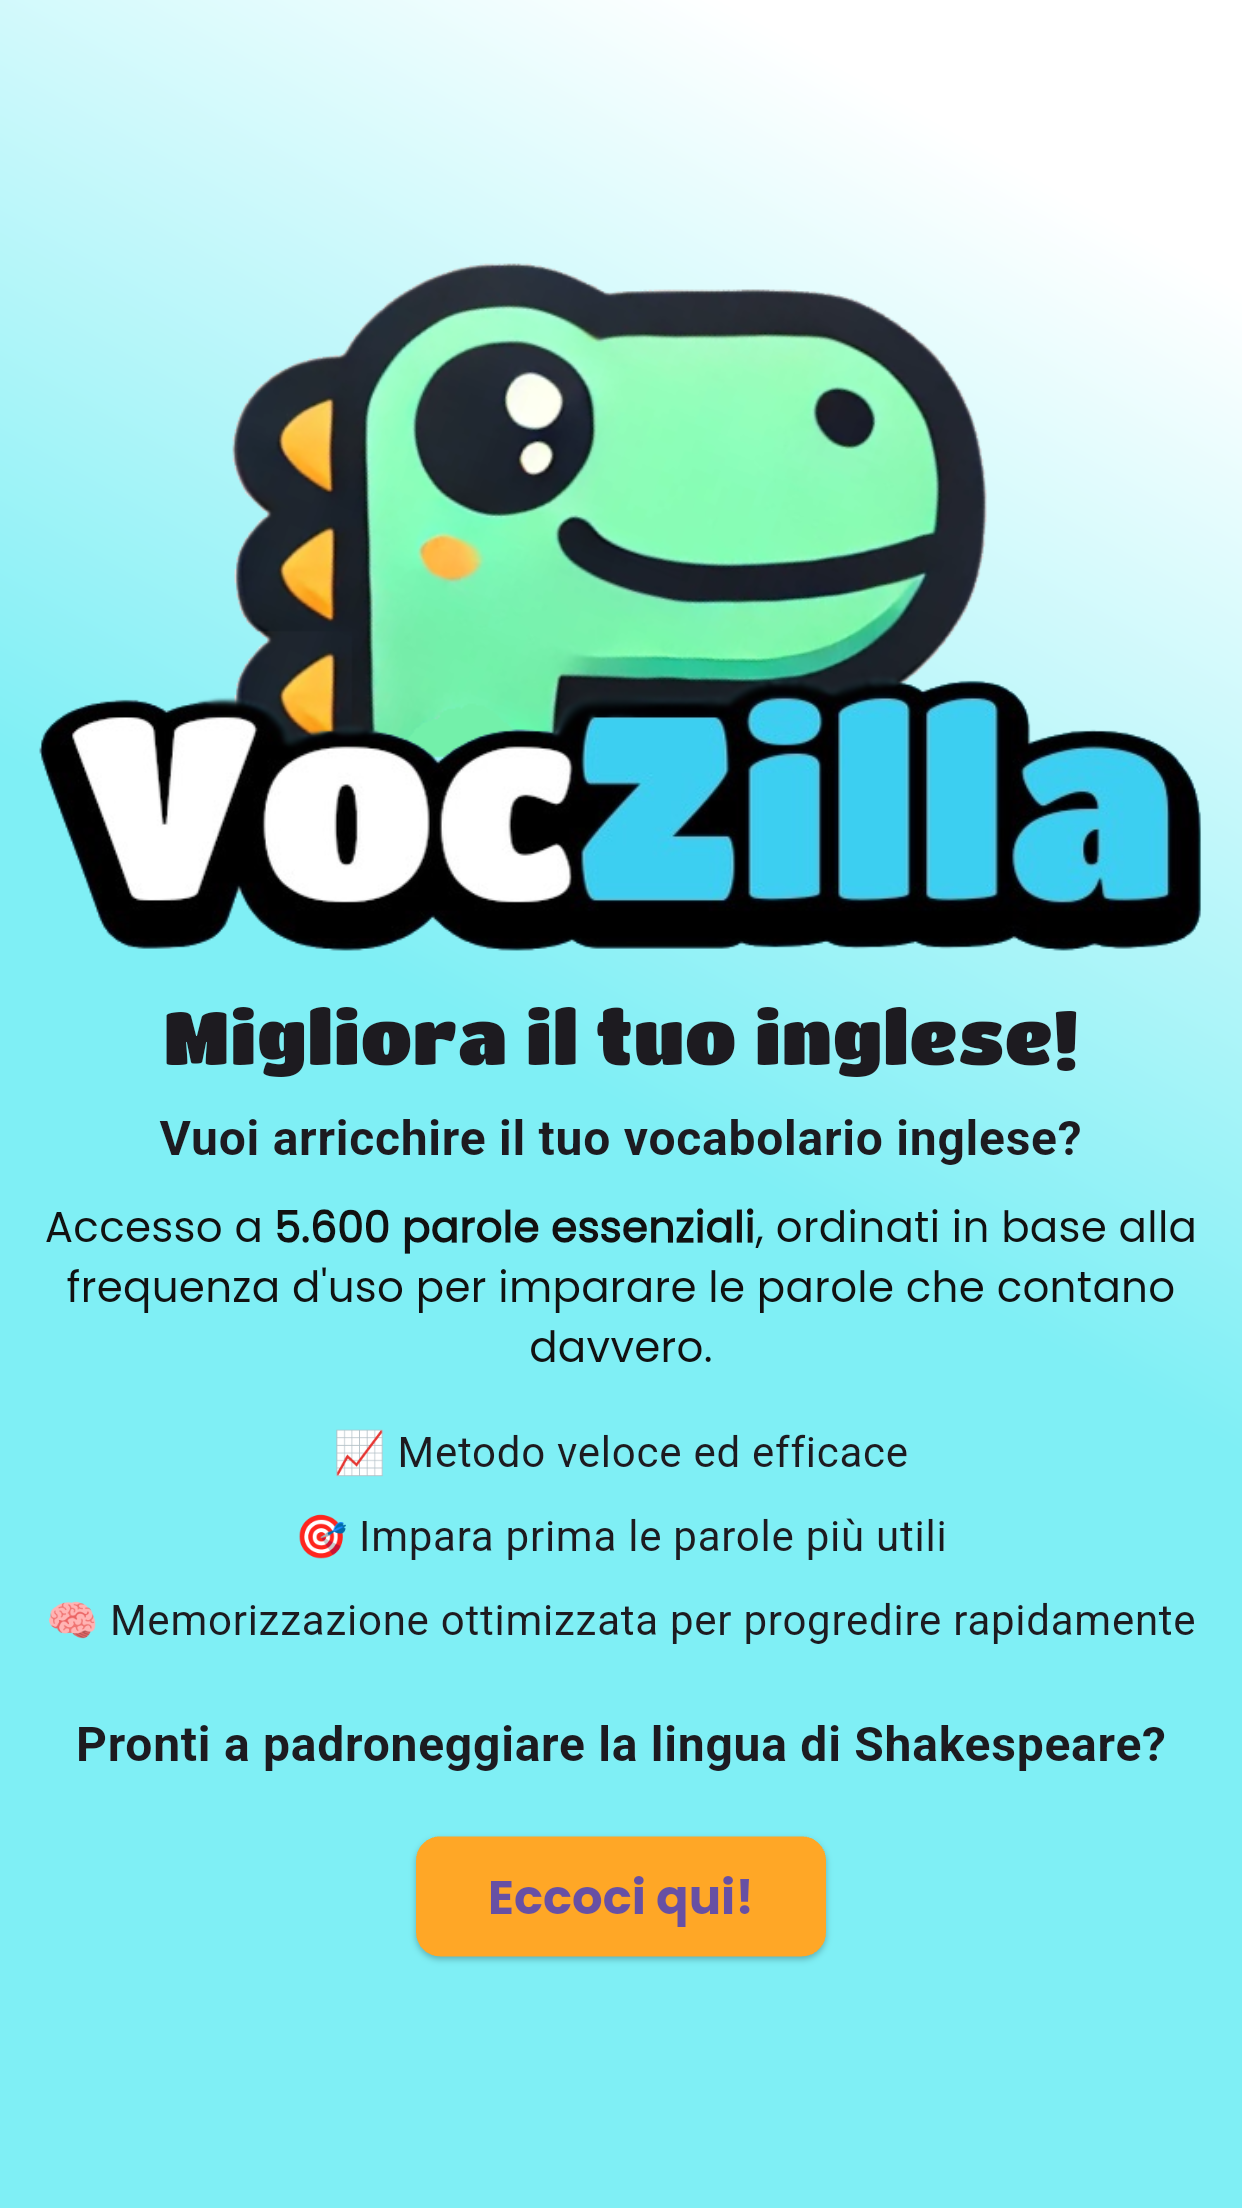 VocZilla
Migliora il tuo inglese!
Vuoi arricchire il tuo vocabolario inglese?
Accesso a 5.600 parole essenziali, ordinati in base alla
frequenza d'uso per imparare le parole che contano
davvero.
📈 Metodo veloce ed efficace
🎯 Impara prima le parole più utili
🧠 Memorizzazione ottimizzata per progredire rapidamente
Pronti a padroneggiare la lingua di Shakespeare?
Eccoci qui!